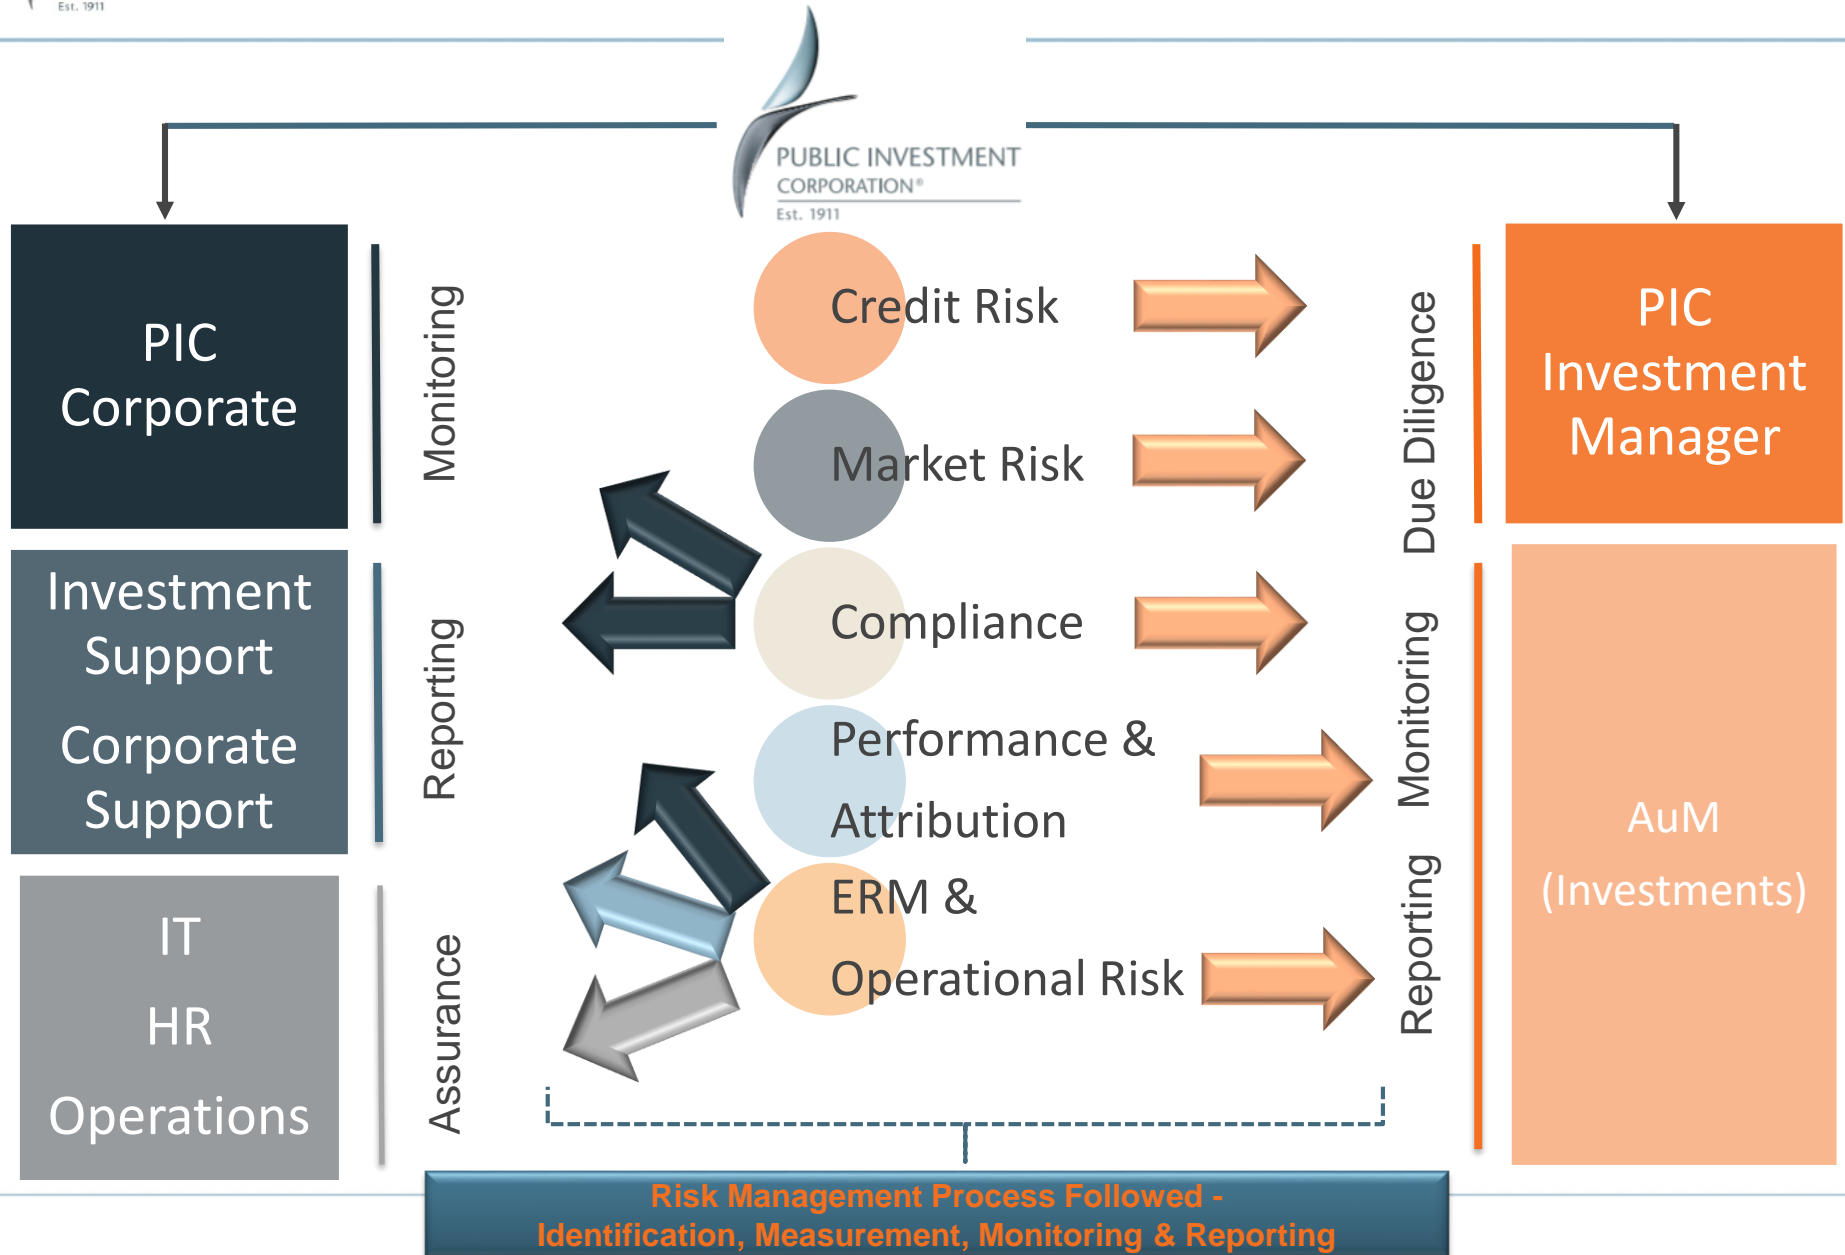 Est. 1911
PUBLIC INVESTMENT
CORPORATION®
Est. 1911
PIC
Corporate
Investment
Support
Corporate
Support
IT
HR
Operations
Monitoring
Reporting
Assurance
Credit Risk
Market Risk
Compliance
Performance &
Attribution
ERM &
Operational Risk
Due Diligence
Monitoring
Reporting
PIC
Investment
Manager
AuM
(Investments)
Risk Management Process Followed -
Identification, Measurement, Monitoring & Reporting